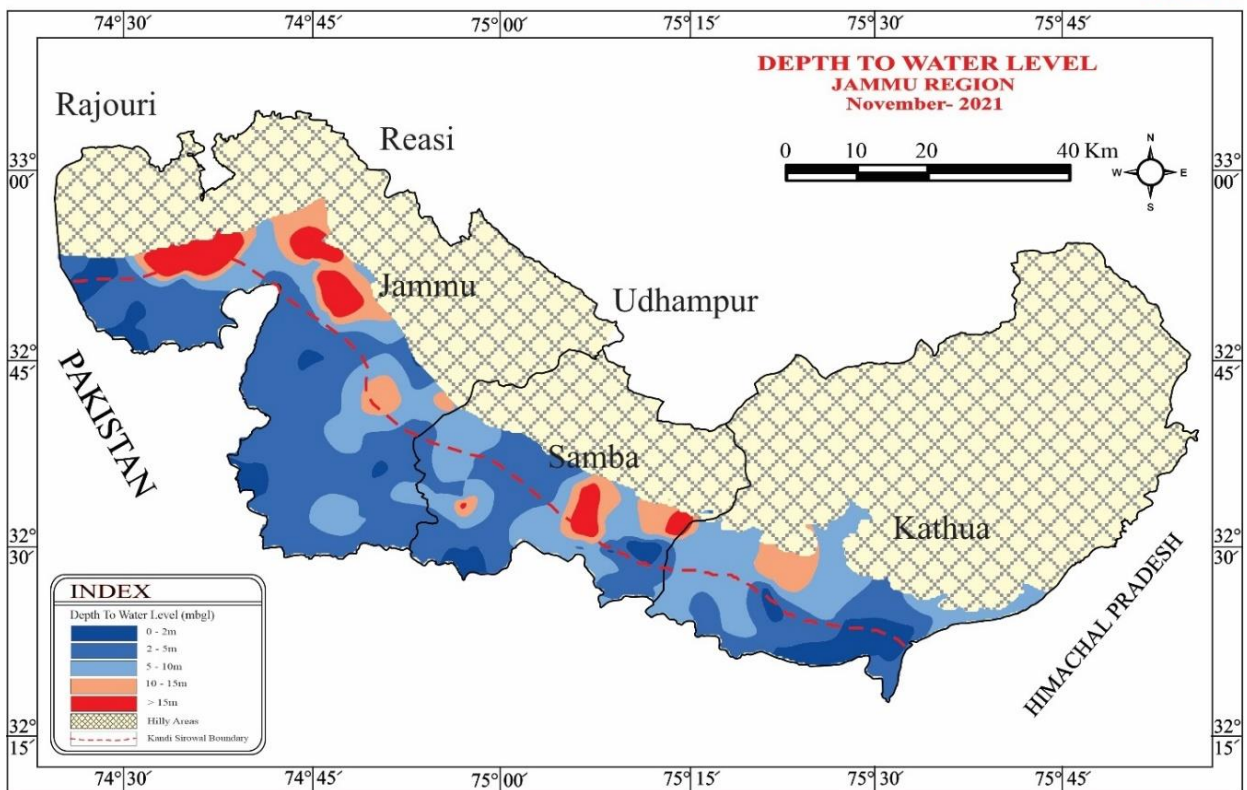 74° 30′ 74° 45′ 75° 00′ 75° 15′ 75° 30′ 75° 45′
DEPTH TO WATER LEVEL
JAMMU REGION
November- 2021
Rajouri
Reasi
0 10 20 40 Km
N
W E
S
33°
00′
33°
00′
Jammu
Udhampur
32°
45′
32°
45′
PAKISTAN
Samba
Kathua
32°
30′
32°
30′
HIMACHAL PRADESH
INDEX
Depth To Water Level (mbgl)
0 - 2m
2 - 5m
5 - 10m
10 - 15m
> 15m
Hilly Areas
Kandi Sirowal Boundary
32°
15′
32°
15′
74° 30′ 74° 45′ 75° 00′ 75° 15′ 75° 30′ 75° 45′